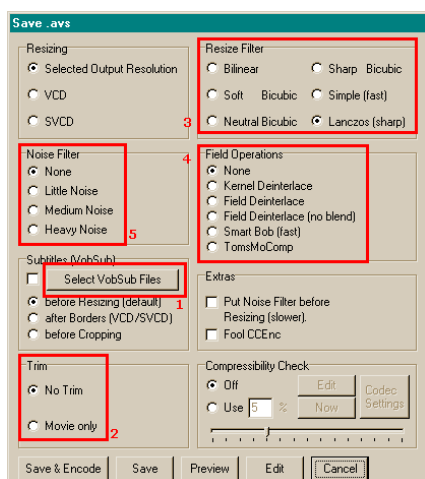 Save .avs
Resizing
Selected Output Resolution
VCD
SVCD
Resize Filter
Bilinear
Sharp Bicubic
Soft Bicubic
Simple (fast)
3
Neutral Bicubic
Lanczos (sharp)
Noise Filter
None
Little Noise
Medium Noise
Heavy Noise
5
4
Field Operations
None
Kernel Deinterlace
Field Deinterlace
Field Deinterlace (no blend)
Smart Bob (fast)
TomsMoComp
Subtitles (VobSub)
Select VobSub Files
1
before Resizing (default)
after Borders (VCD/SVCD)
before Cropping
Extras
Put Noise Filter before
Resizing (slower).
Fool CCEnc
Trim
No Trim
Movie only
2
Compressibility Check
Off
Edit
Codec
Settings
Use 5 %
Now
Save & Encode
Save
Preview
Edit
Cancel